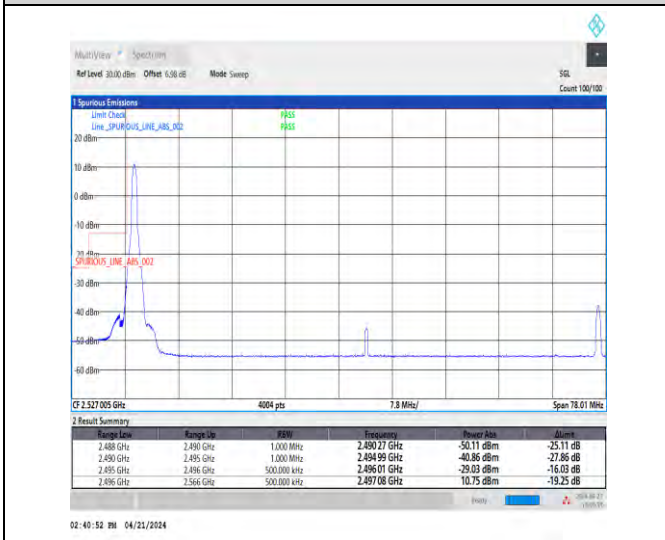 MultiView Spectrum
Ref Level 30.00 dBm Offset 6.98 dB Mode Sweep SGL
Count 100/100
1 Spurious Emissions
Limit Check PASS
Line _SPURIOUS_LINE_ABS_002 PASS
20 dBm
10 dBm
0 dBm
-10 dBm
-20 dBm
_SPURIOUS_LINE_ABS_002
-30 dBm
-40 dBm
-50 dBm
-60 dBm
CF 2.527 005 GHz 4004 pts 7.8 MHz/ Span 78.01 MHz
2 Result Summary
Range Low Range Up RBW Frequency Power Abs ΔLimit
2.488 GHz 2.490 GHz 1.000 MHz 2.490 27 GHz -50.11 dBm -25.11 dB
2.490 GHz 2.495 GHz 1.000 MHz 2.494 99 GHz -40.86 dBm -27.86 dB
2.495 GHz 2.496 GHz 500.000 kHz 2.496 01 GHz -29.03 dBm -16.03 dB
2.496 GHz 2.566 GHz 500.000 kHz 2.497 08 GHz 10.75 dBm -19.25 dB
02:40:52 PM 04/21/2024